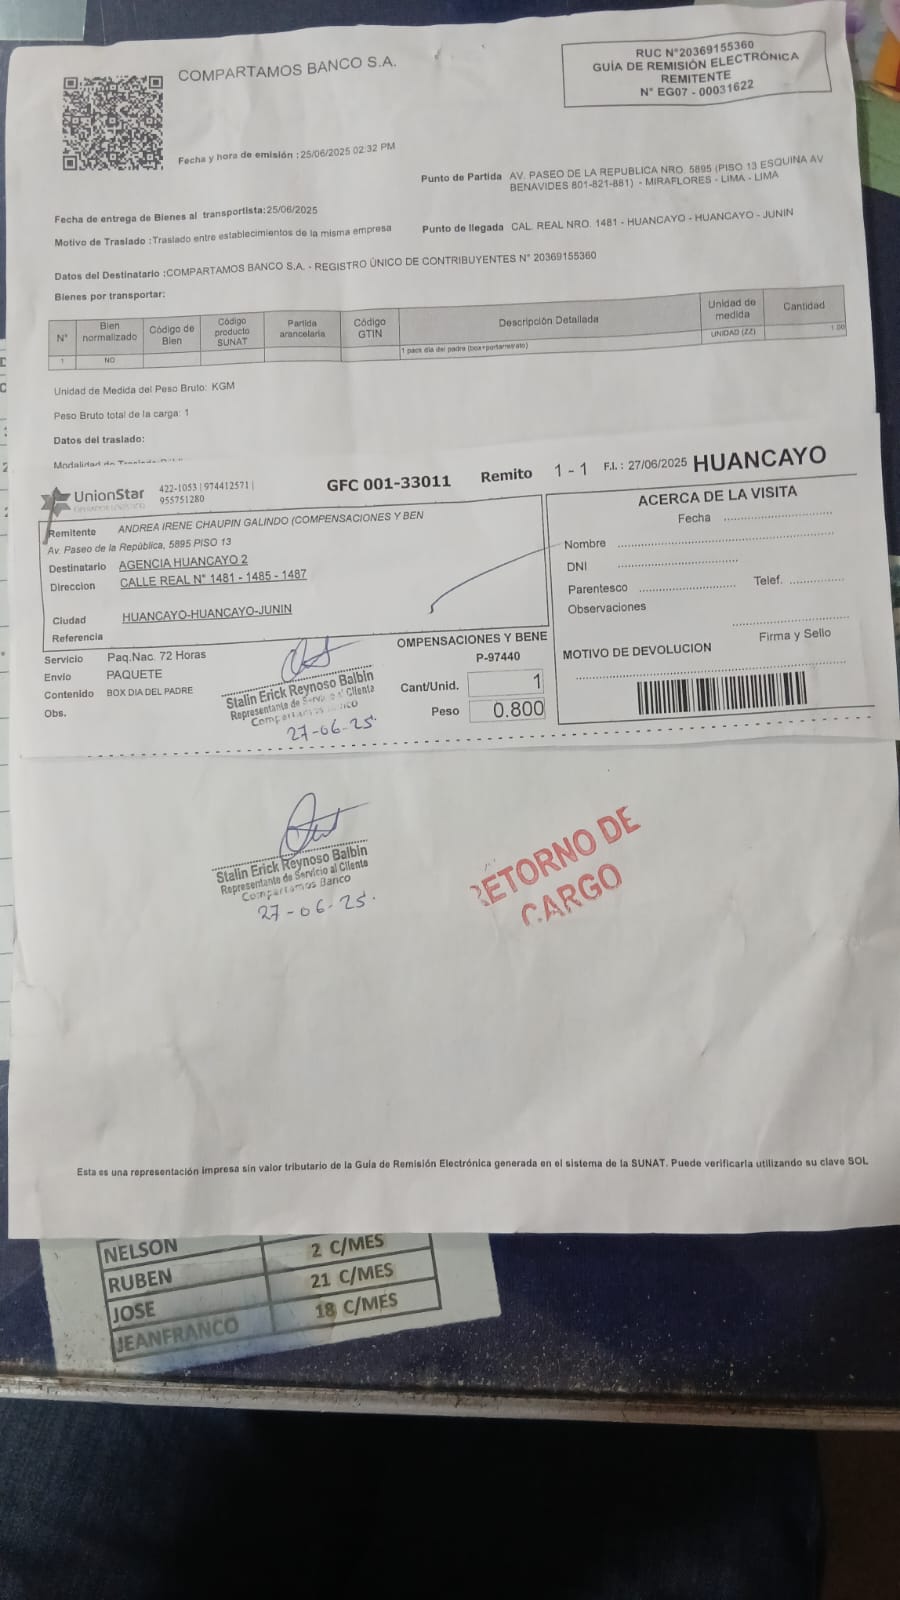 COMPARTAMOS BANCO S.A.
RUC N°20369155360
GUÍA DE REMISIÓN ELECTRÓNICA
REMITENTE
N° EG07 - 00031622
Fecha y hora de emisión : 25/06/2025 02:32 PM
Punto de Partida AV. PASEO DE LA REPUBLICA NRO. 5895 (PISO 13 ESQUINA AV
BENAVIDES 801-821-881) - MIRAFLORES - LIMA - LIMA
Fecha de entrega de Bienes al transportista:25/06/2025
Motivo de Traslado :Traslado entre establecimientos de la misma empresa
Punto de llegada CAL. REAL NRO. 1481 - HUANCAYO - HUANCAYO - JUNIN
Datos del Destinatario :COMPARTAMOS BANCO S.A. - REGISTRO ÚNICO DE CONTRIBUYENTES N° 20369155360
Bienes por transportar:
N° Bien normalizado Código de Bien Código producto SUNAT Partida arancelaria Código GTIN Descripción Detallada Unidad de medida Cantidad
1 NO 1 pack dia del padre (box+portarretrato) UNIDAD (ZZ) 1.00
Unidad de Medida del Peso Bruto: KGM
Peso Bruto total de la carga: 1
Datos del traslado:
Modalidad de Traslado
UnionStar
OPERADOR LOGISTICO
422-1053 | 974412571 |
955751280
GFC 001-33011
Remito 1 - 1
F.I. : 27/06/2025
HUANCAYO
Remitente ANDREA IRENE CHAUPIN GALINDO (COMPENSACIONES Y BEN
Av. Paseo de la República, 5895 PISO 13
Destinatario AGENCIA HUANCAYO 2
Direccion CALLE REAL N° 1481 - 1485 - 1487
Ciudad HUANCAYO-HUANCAYO-JUNIN
Referencia
Servicio Paq.Nac. 72 Horas
Envio PAQUETE
Contenido BOX DIA DEL PADRE
Obs.
Stalin Erick Reynoso Balbin
Representante de Servicio al Cliente
Compartamos Banco
27-06-25.
OMPENSACIONES Y BENE
P-97440
Cant/Unid. 1
Peso 0.800
ACERCA DE LA VISITA
Fecha
Nombre
DNI
Parentesco Telef.
Observaciones
Firma y Sello
MOTIVO DE DEVOLUCION
Stalin Erick Reynoso Balbin
Representante de Servicio al Cliente
Compartamos Banco
27-06-25.
RETORNO DE
CARGO
Esta es una representación impresa sin valor tributario de la Guía de Remisión Electrónica generada en el sistema de la SUNAT. Puede verificarla utilizando su clave SOL
NELSON 2 C/MES
RUBEN 21 C/MES
JOSE 18 C/MES
JEANFRANCO